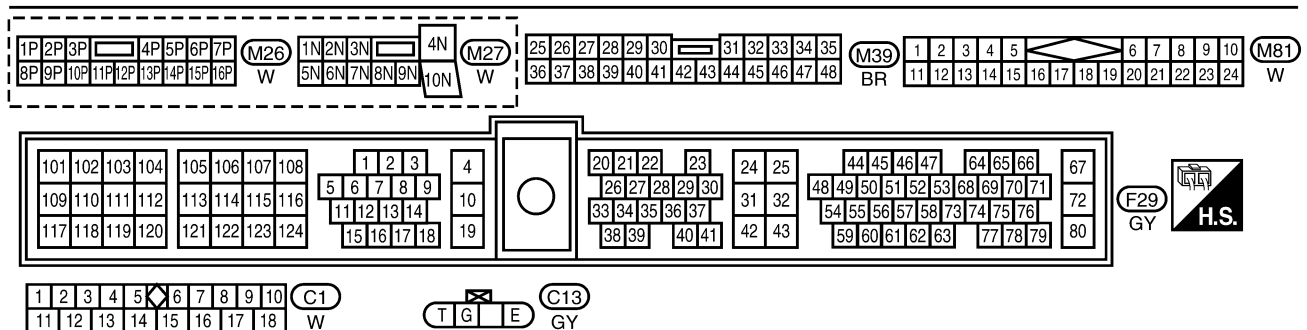 1P 2P 3P 4P 5P 6P 7P
8P 9P 10P 11P 12P 13P 14P 15P 16P
M26
W
1N 2N 3N 4N
5N 6N 7N 8N 9N 10N
M27
W
25 26 27 28 29 30 31 32 33 34 35
36 37 38 39 40 41 42 43 44 45 46 47 48
M39
BR
1 2 3 4 5 6 7 8 9 10
11 12 13 14 15 16 17 18 19 20 21 22 23 24
M81
W
101 102 103 104 105 106 107 108
109 110 111 112 113 114 115 116
117 118 119 120 121 122 123 124
1 2 3 4
5 6 7 8 9
10
11 12 13 14
15 16 17 18 19
20 21 22 23 24 25
26 27 28 29 30
31 32
33 34 35 36 37
38 39 40 41 42 43
44 45 46 47 64 65 66 67
48 49 50 51 52 53 68 69 70 71
72
54 55 56 57 58 73 74 75 76
59 60 61 62 63 77 78 79 80
F29
GY
H.S.
1 2 3 4 5 6 7 8 9 10
11 12 13 14 15 16 17 18
C1
W
T G E
C13
GY